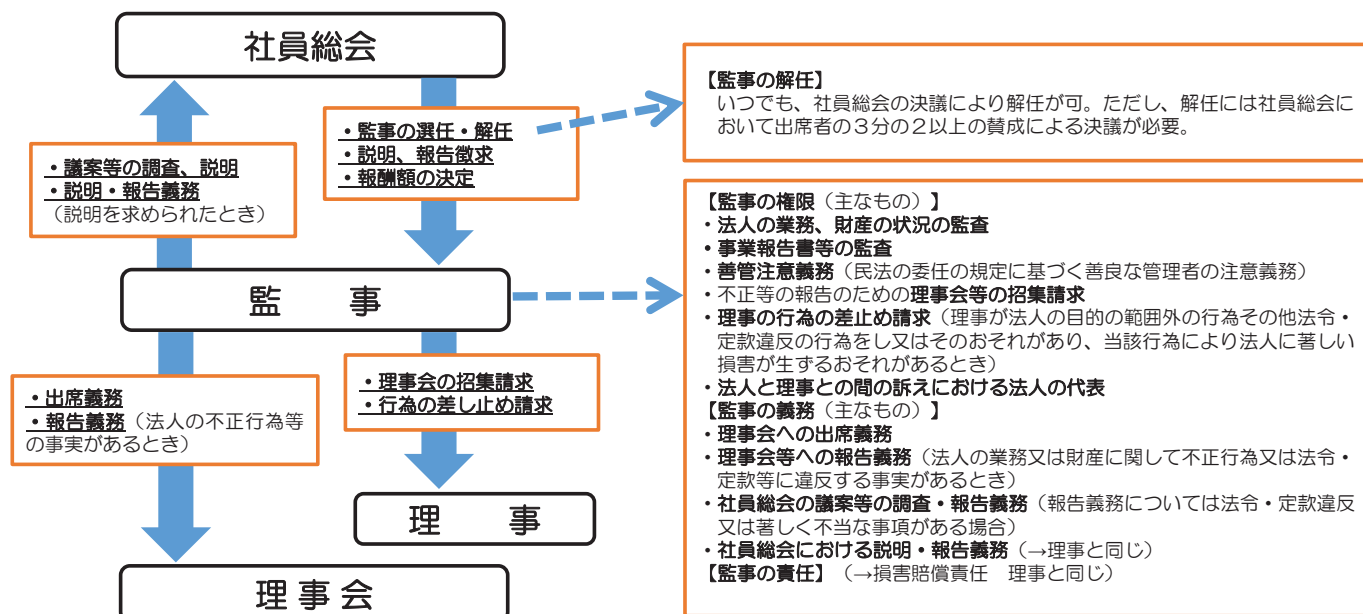 社員総会
・議案等の調査、説明
・説明・報告義務
（説明を求められたとき）
・監事の選任・解任
・説明、報告徴求
・報酬額の決定
監　事
・出席義務
・報告義務（法人の不正行為等
の事実があるとき）
・理事会の招集請求
・行為の差し止め請求
理　事
理事会
【監事の解任】
いつでも、社員総会の決議により解任が可。ただし、解任には社員総会に
おいて出席者の３分の２以上の賛成による決議が必要。
【監事の権限（主なもの）】
・法人の業務、財産の状況の監査
・事業報告書等の監査
・善管注意義務（民法の委任の規定に基づく善良な管理者の注意義務）
・不正等の報告のための理事会等の招集請求
・理事の行為の差止め請求（理事が法人の目的の範囲外の行為その他法令・
定款違反の行為をし又はそのおそれがあり、当該行為により法人に著しい
損害が生ずるおそれがあるとき）
・法人と理事との間の訴えにおける法人の代表
【監事の義務（主なもの）】
・理事会への出席義務
・理事会等への報告義務（法人の業務又は財産に関して不正行為又は法令・
定款等に違反する事実があるとき）
・社員総会の議案等の調査・報告義務（報告義務については法令・定款違反
又は著しく不当な事項がある場合）
・社員総会における説明・報告義務（→理事と同じ）
【監事の責任】（→損害賠償責任　理事と同じ）